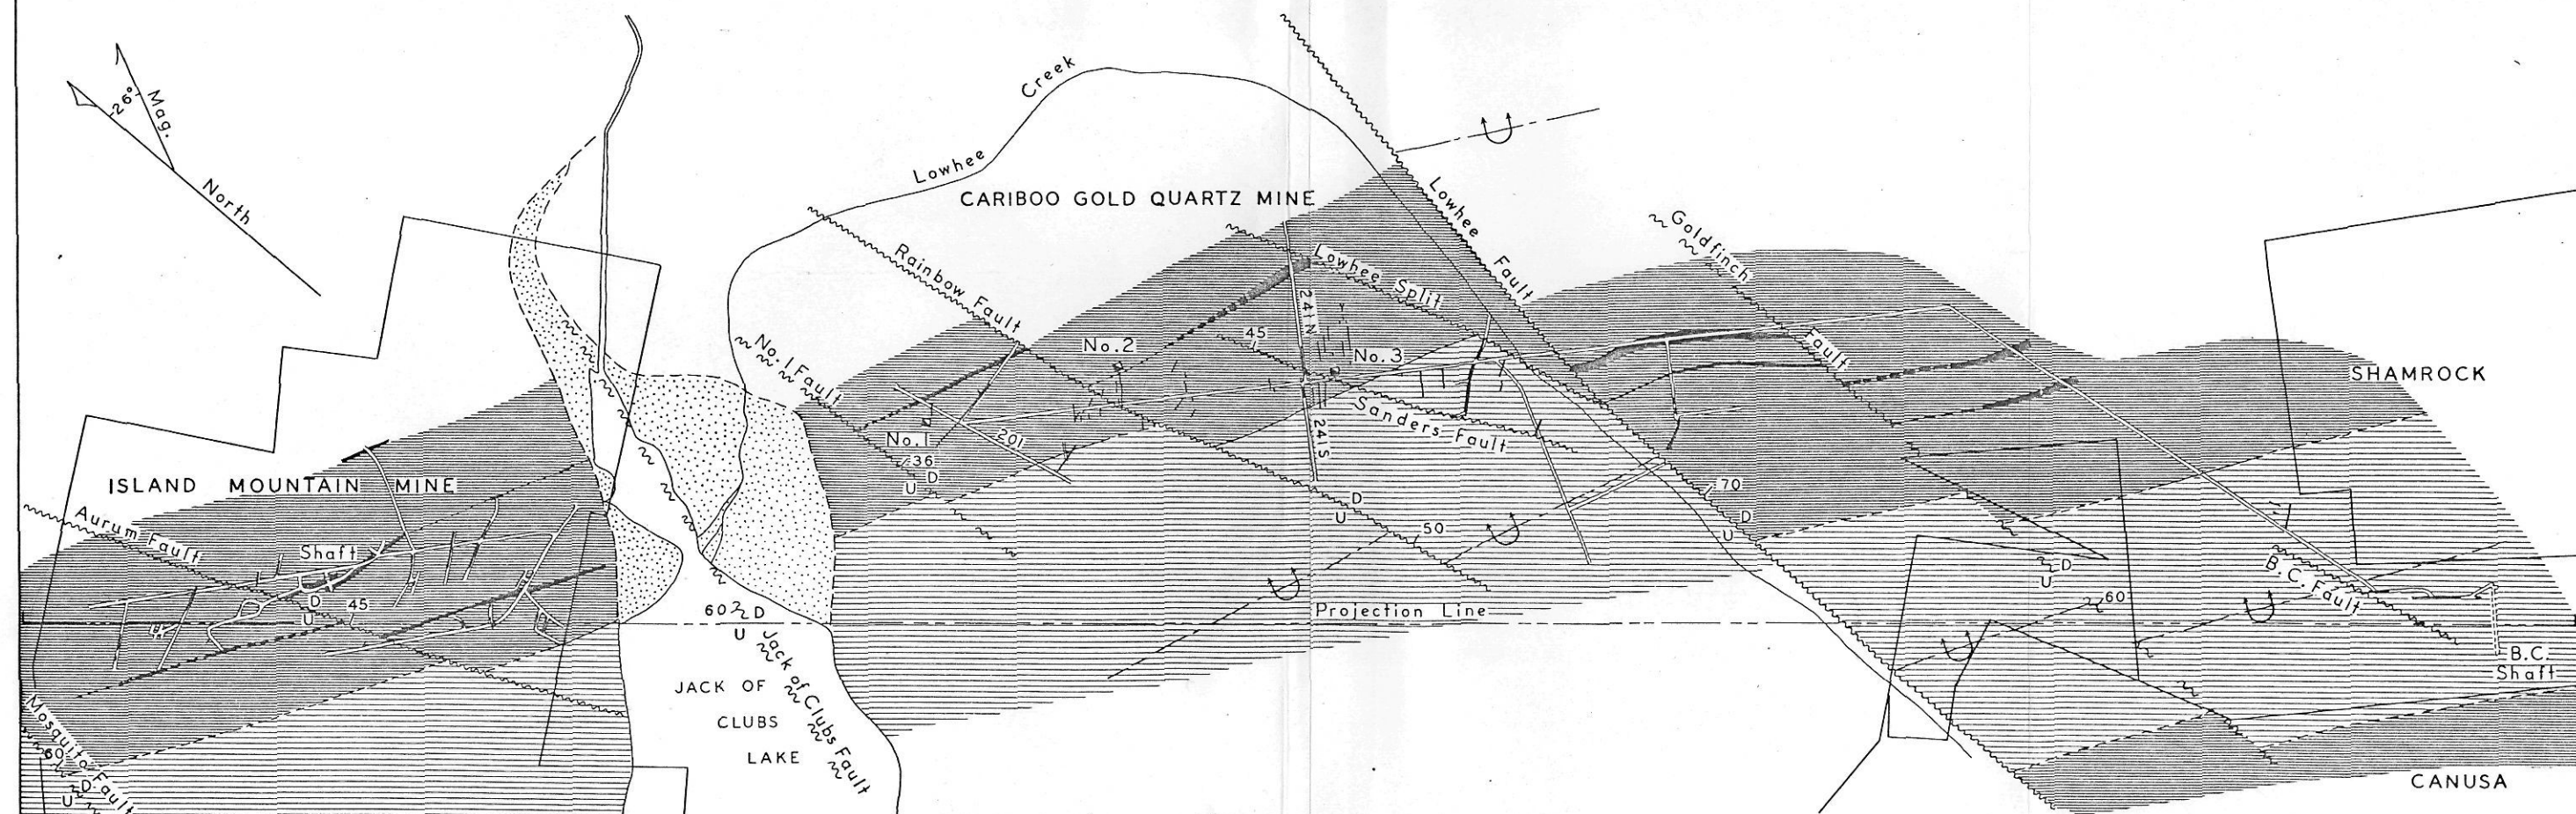 26°
Mag.
North
Creek
Lowhee
CARIBOO GOLD QUARTZ MINE
Lowhee
Fault
Goldfinch
Fault
Rainbow Fault
Lowhee Split
241 N
45
No. 1 Fault
No.2
No.3
SHAMROCK
Sanders Fault
No.1
201
241 S
36
D
U
ISLAND MOUNTAIN MINE
Aurum Fault
Shaft
D
U
45
D
U
50
70
D
U
D
U
60
B.C. Fault
60 D
U
Projection Line
Jack of Clubs Fault
JACK OF
CLUBS
LAKE
B.C.
Shaft
Mosquito Fault
60
D
U
CANUSA